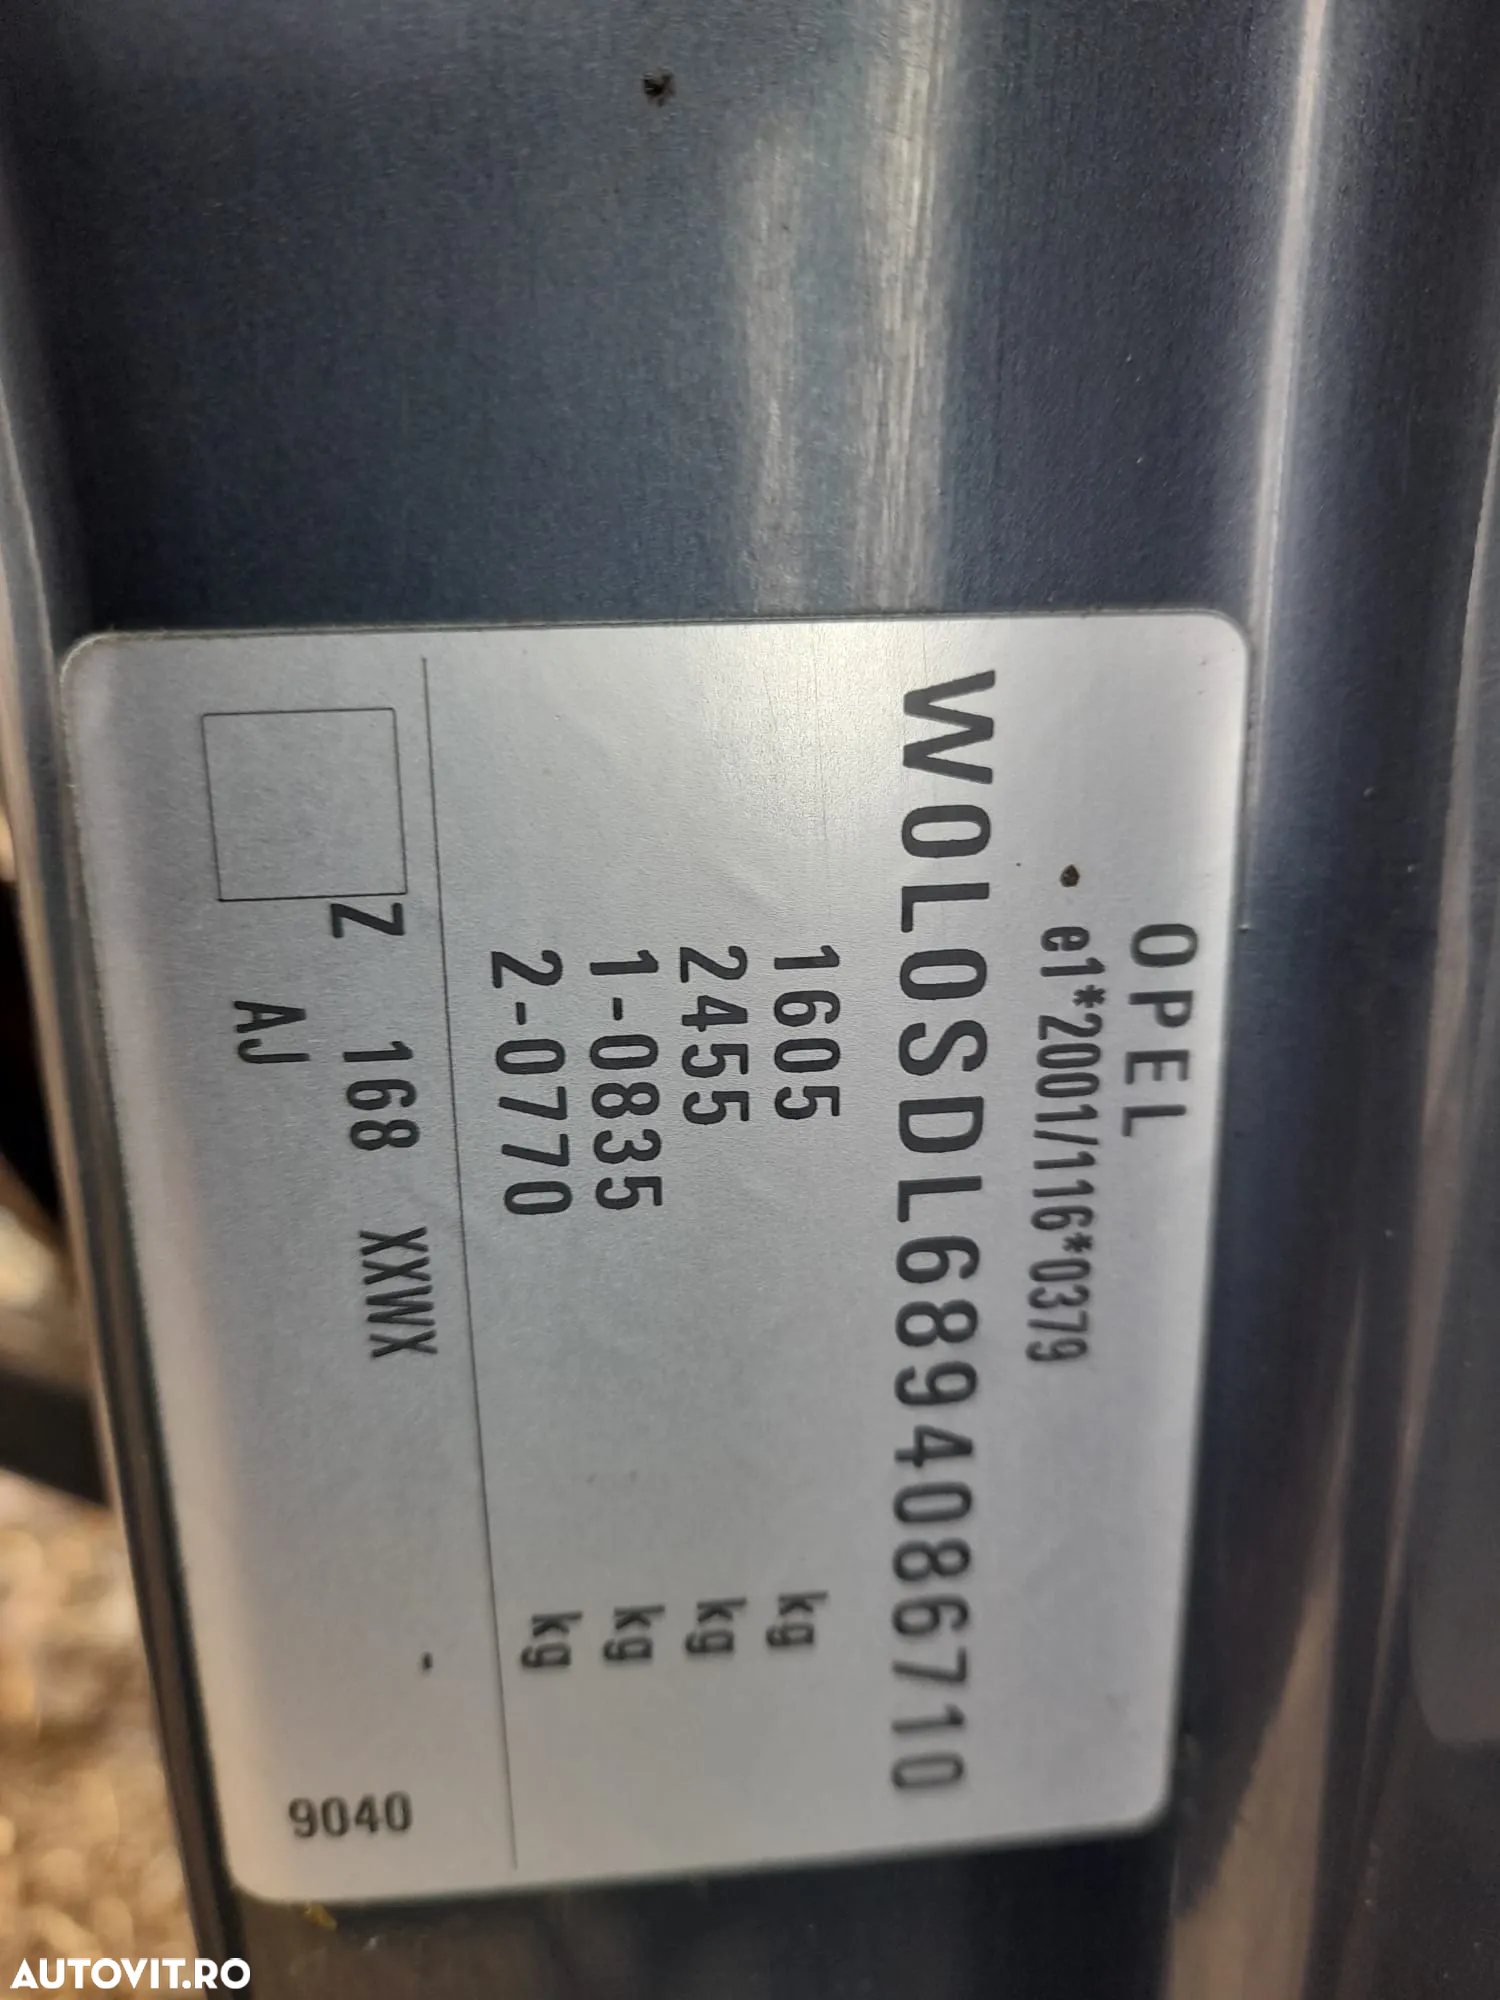 OPEL
e1*2001/116*0379
W0L0SDL6894086710
1605 kg
2455 kg
1-0835 kg
2-0770 kg
Z 168 XXWX -
AJ
9040
AUTOVIT.RO